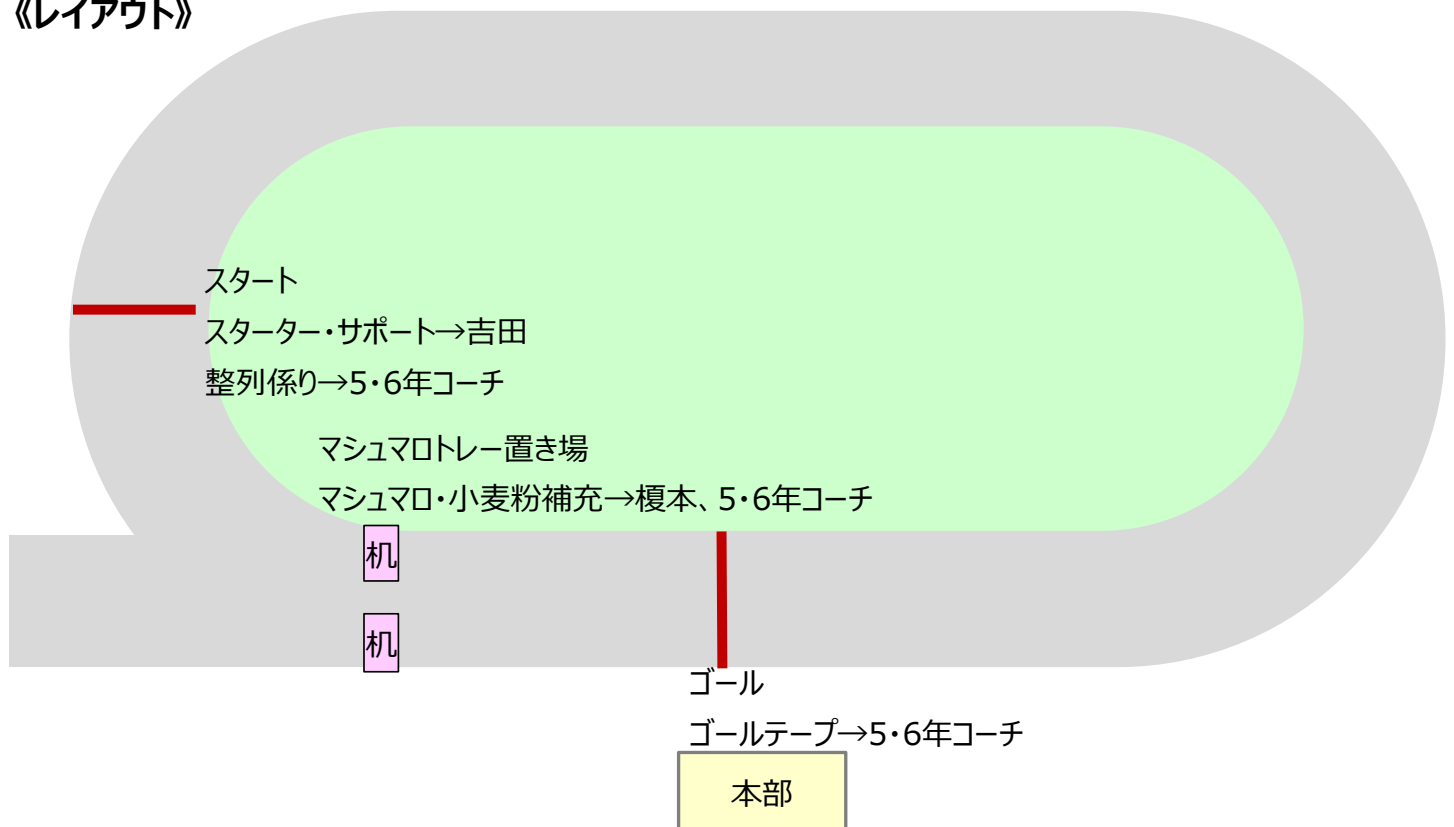 《レイアウト》
スタート
スターター・サポート→吉田
整列係り→5・6年コーチ
マシュマロトレー置き場
マシュマロ・小麦粉補充→榎本、5・6年コーチ
机
机
ゴール
ゴールテープ→5・6年コーチ
本部